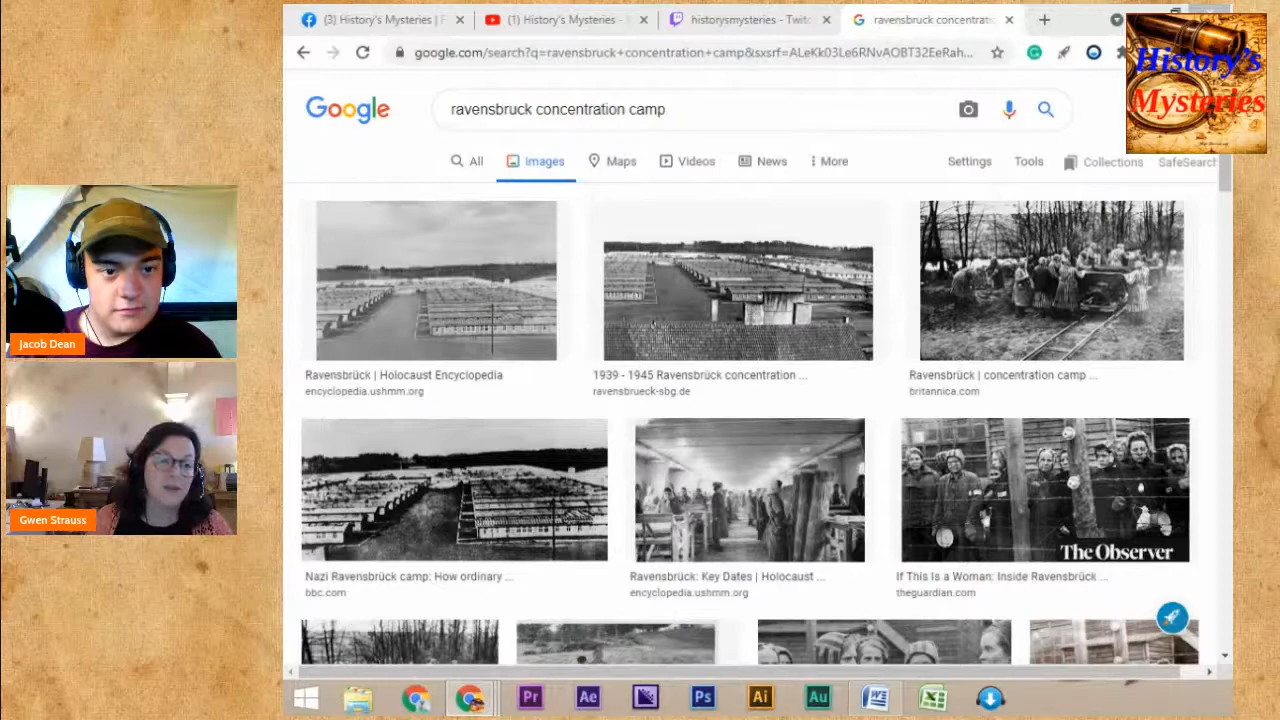 (3) History's Mysteries | F
(1) History's Mysteries -
historysmysteries - Twitc
ravensbruck concentratio
google.com/search?q=ravensbruck+concentration+camp&sxsrf=ALeKk03Le6RNvAOBT32EeRah...
History's
Mysteries
Google
ravensbruck concentration camp
All
Images
Maps
Videos
News
More
Settings
Tools
Collections
SafeSearch
Jacob Dean
Gwen Strauss
Ravensbrück | Holocaust Encyclopedia
encyclopedia.ushmm.org
1939 - 1945 Ravensbrück concentration ...
ravensbrueck-sbg.de
Ravensbrück | concentration camp ...
britannica.com
The Observer
Nazi Ravensbrück camp: How ordinary ...
bbc.com
Ravensbrück: Key Dates | Holocaust ...
encyclopedia.ushmm.org
If This Is a Woman: Inside Ravensbrück ...
theguardian.com
Pr
Ae
Ps
Ai
Au